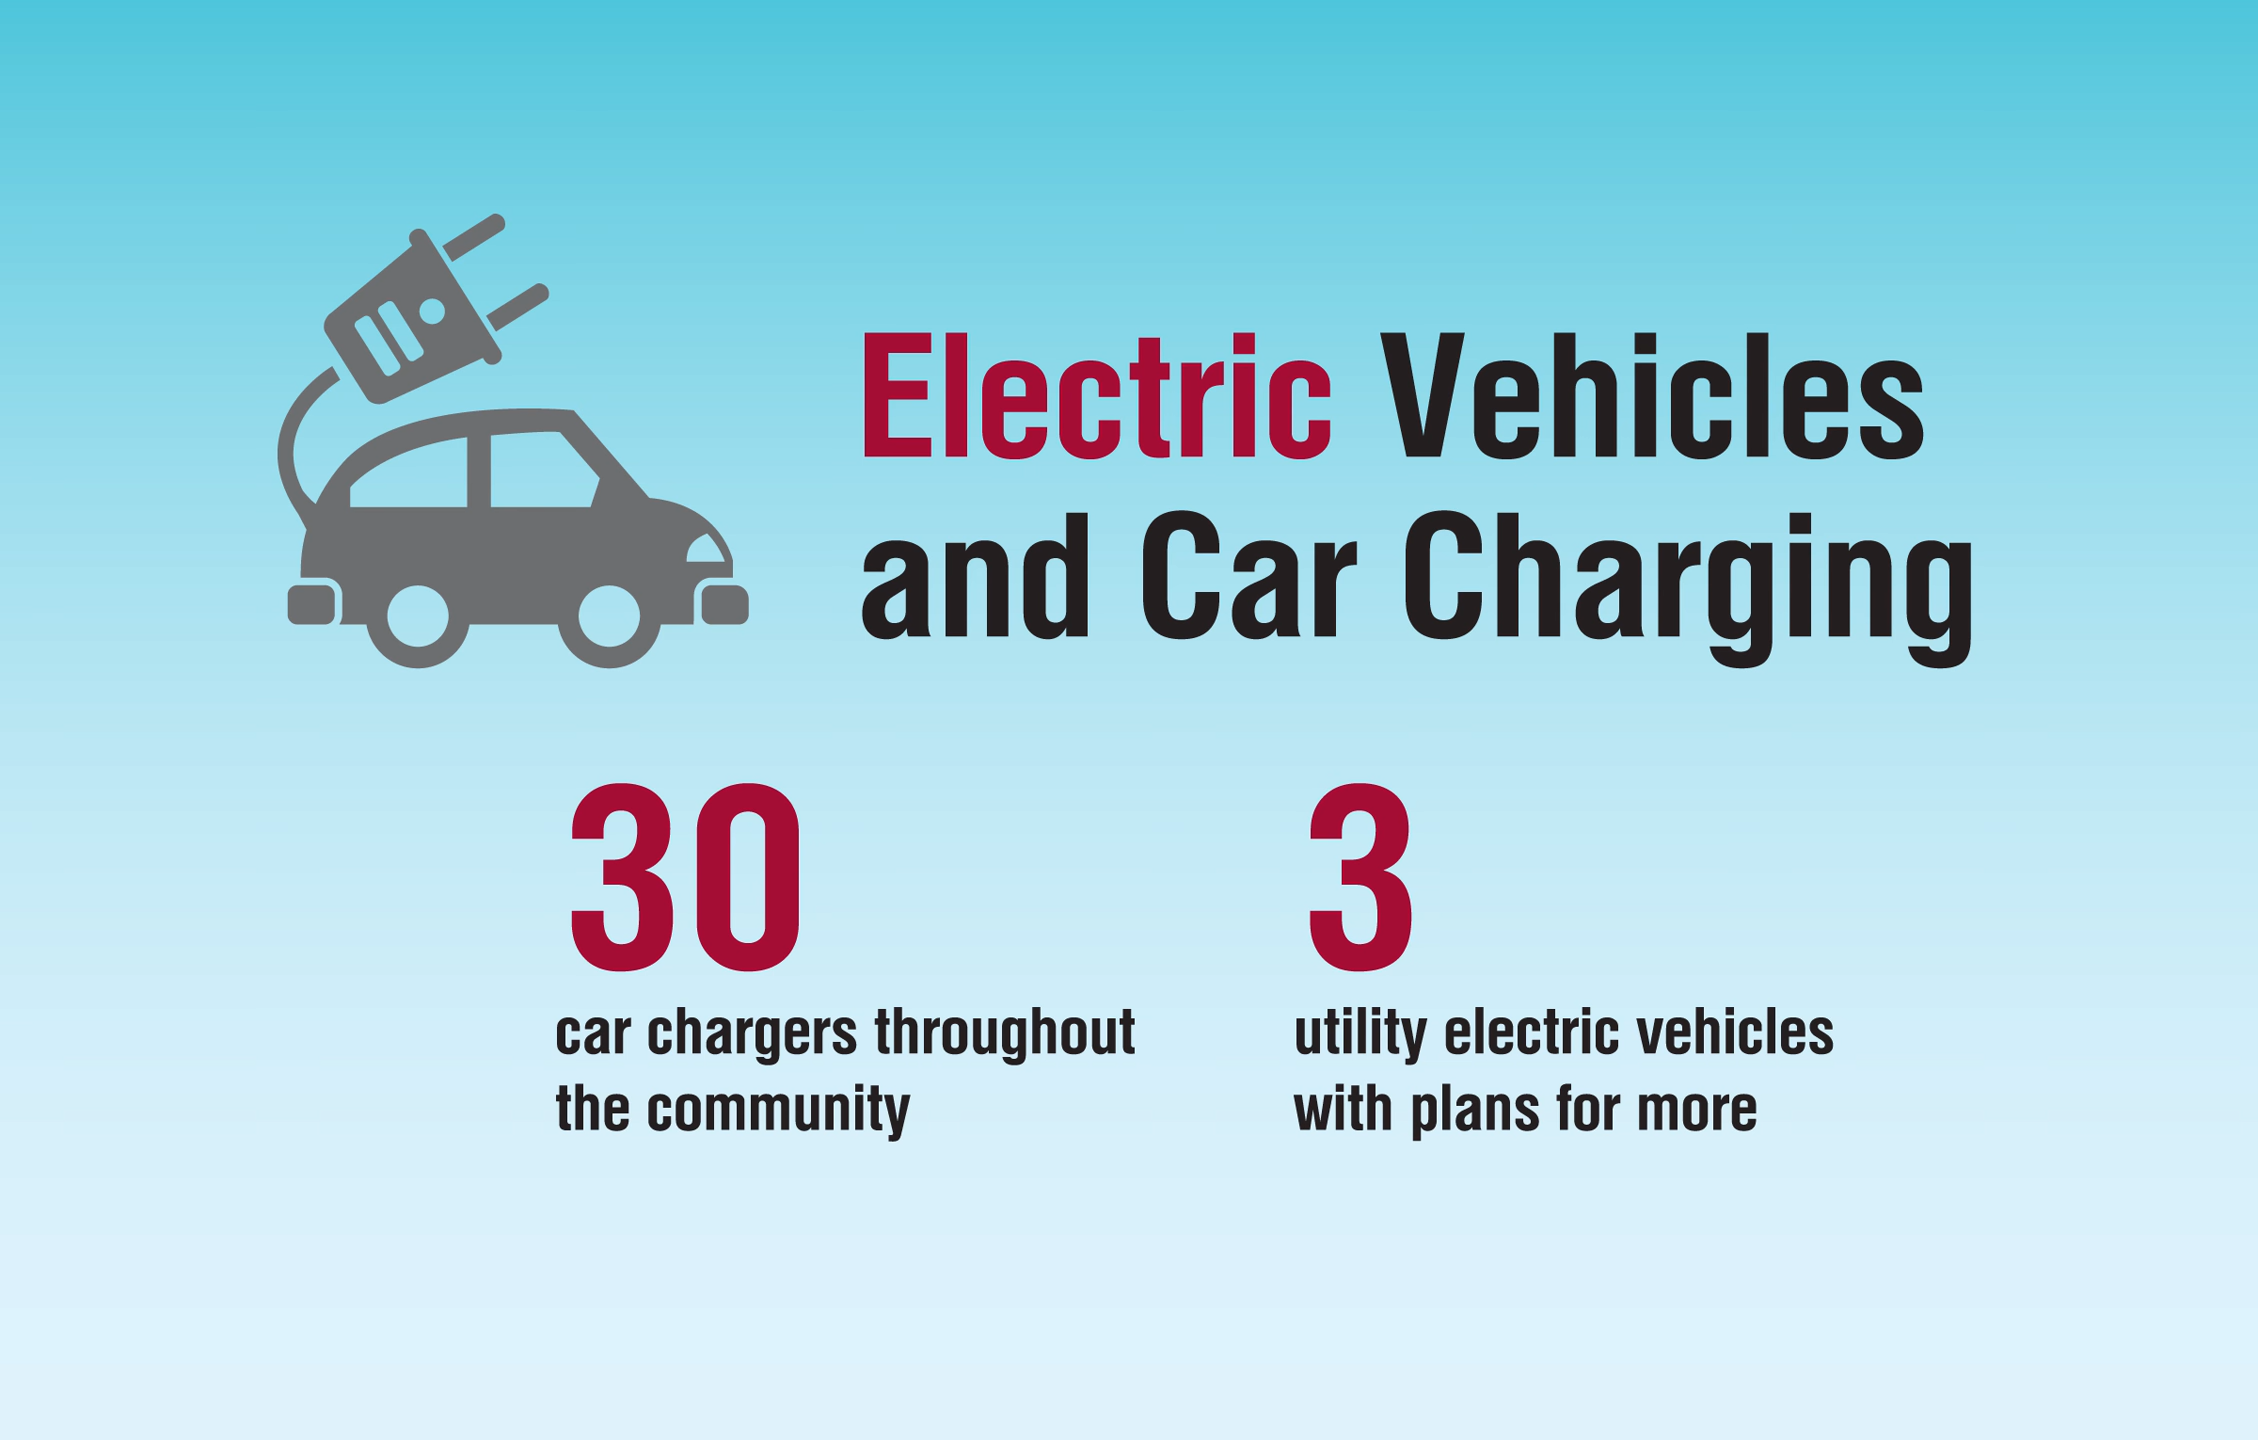 Electric Vehicles
and Car Charging
30
car chargers throughout
the community
3
utility electric vehicles
with plans for more